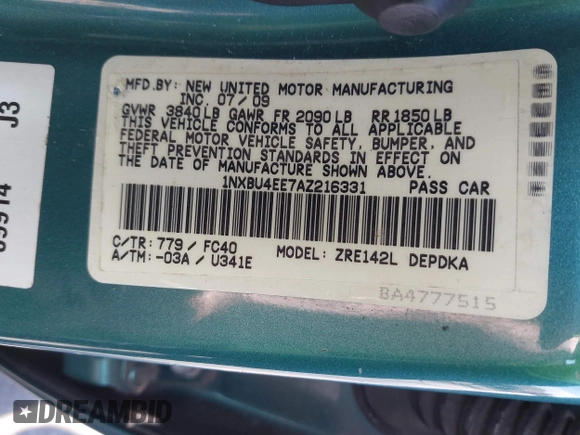 MFD.BY: NEW UNITED MOTOR MANUFACTURING
INC. 07/09
GVWR 3840LB GAWR FR 2090LB RR 1850LB
THIS VEHICLE CONFORMS TO ALL APPLICABLE
FEDERAL MOTOR VEHICLE SAFETY, BUMPER, AND
THEFT PREVENTION STANDARDS IN EFFECT ON
THE DATE OF MANUFACTURE SHOWN ABOVE.
1NXBU4EE7AZ216331 PASS CAR
C/TR: 779 / FC40 MODEL: ZRE142L DEPDKA
A/TM: -03A / U341E
BA4777515
J3
DREAMBID